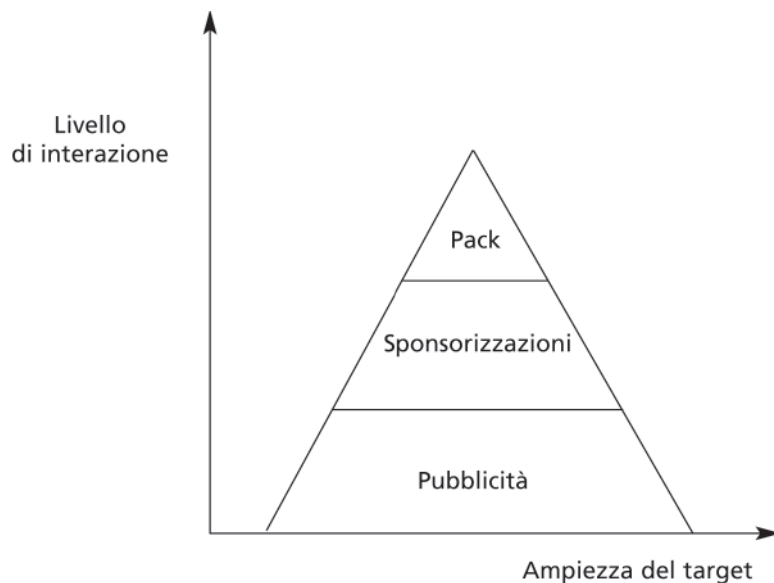 Livello
di interazione
Pack
Sponsorizzazioni
Pubblicità
Ampiezza del target